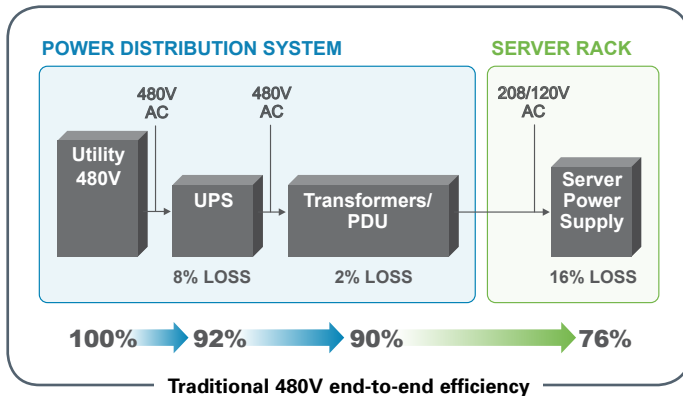 POWER DISTRIBUTION SYSTEM
SERVER RACK
480V
AC
480V
AC
208/120V
AC
Utility
480V
UPS
Transformers/
PDU
Server
Power
Supply
8% LOSS
2% LOSS
16% LOSS
100%
92%
90%
76%
Traditional 480V end-to-end efficiency